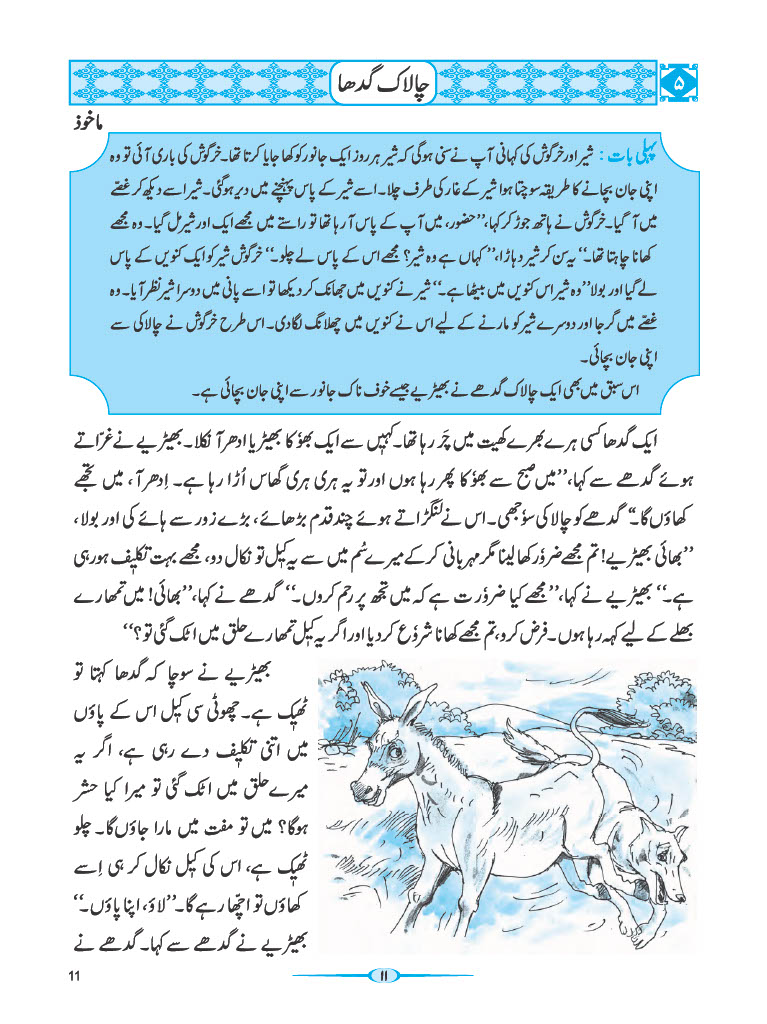 ۵
چالاک گدھا
ماخوذ
پہلی بات : شیر اور خرگوش کی کہانی آپ نے سنی ہوگی کہ شیر ہر روز ایک جانور کو کھا جایا کرتا تھا۔ خرگوش کی باری آئی تو وہ
اپنی جان بچانے کا طریقہ سوچتا ہوا شیر کے غار کی طرف چلا۔ اسے شیر کے پاس پہنچنے میں دیر ہوگئی۔ شیر اسے دیکھ کر غصّے
میں آ گیا۔ خرگوش نے ہاتھ جوڑ کر کہا، ”حضور، میں آپ کے پاس آ رہا تھا تو راستے میں مجھے ایک اور شیر مل گیا۔ وہ مجھے
کھانا چاہتا تھا۔“ یہ سن کر شیر دہاڑا، ”کہاں ہے وہ شیر؟ مجھے اس کے پاس لے چلو۔“ خرگوش شیر کو ایک کنویں کے پاس
لے گیا اور بولا ”وہ شیر اس کنویں میں بیٹھا ہے۔“ شیر نے کنویں میں جھانک کر دیکھا تو اسے پانی میں دوسرا شیر نظر آیا۔ وہ
غصّے میں گرجا اور دوسرے شیر کو مارنے کے لیے اس نے کنویں میں چھلانگ لگا دی۔ اس طرح خرگوش نے چالاکی سے
اپنی جان بچائی۔
اس سبق میں بھی ایک چالاک گدھے نے بھیڑیے جیسے خوف ناک جانور سے اپنی جان بچائی ہے۔
ایک گدھا کسی ہرے بھرے کھیت میں چَر رہا تھا۔ کہیں سے ایک بھوٗکا بھیڑیا ادھر آ نکلا۔ بھیڑیے نے غرّاتے
ہوئے گدھے سے کہا، ”میں صبح سے بھوٗکا پھر رہا ہوں اور تو یہ ہری ہری گھاس اُڑا رہا ہے۔ اِدھر آ، میں تجھے
کھاؤں گا۔“ گدھے کو چالاکی سوٗجھی۔ اس نے لنگڑاتے ہوئے چند قدم بڑھائے، بڑے زور سے ہائے کی اور بولا،
”بھائی بھیڑیے! تم مجھے ضروٗر کھا لینا مگر مہربانی کر کے میرے سُم میں سے یہ کیل تو نکال دو، مجھے بہت تکلیف ہو رہی
ہے۔“ بھیڑیے نے کہا، ”مجھے کیا ضروٗرت ہے کہ میں تجھ پر رحم کروں۔“ گدھے نے کہا، ”بھائی! میں تمھارے
بھلے کے لیے کہہ رہا ہوں۔ فرض کرو، تم مجھے کھانا شروٗع کر دیا اور اگر یہ کیل تمھارے حلق میں اٹک گئی تو؟“
بھیڑیے نے سوچا کہ گدھا کہتا تو
ٹھیک ہے۔ چھوٹی سی کیل اس کے پاؤں
میں اتنی تکلیف دے رہی ہے، اگر یہ
میرے حلق میں اٹک گئی تو میرا کیا حشر
ہوگا؟ میں تو مفت میں مارا جاؤں گا۔ چلو
ٹھیک ہے، اس کی کیل نکال کر ہی اِسے
کھاؤں تو اچّھا رہے گا۔ ”لاؤ، اپنا پاؤں۔“
بھیڑیے نے گدھے سے کہا۔ گدھے نے
11
۱۱